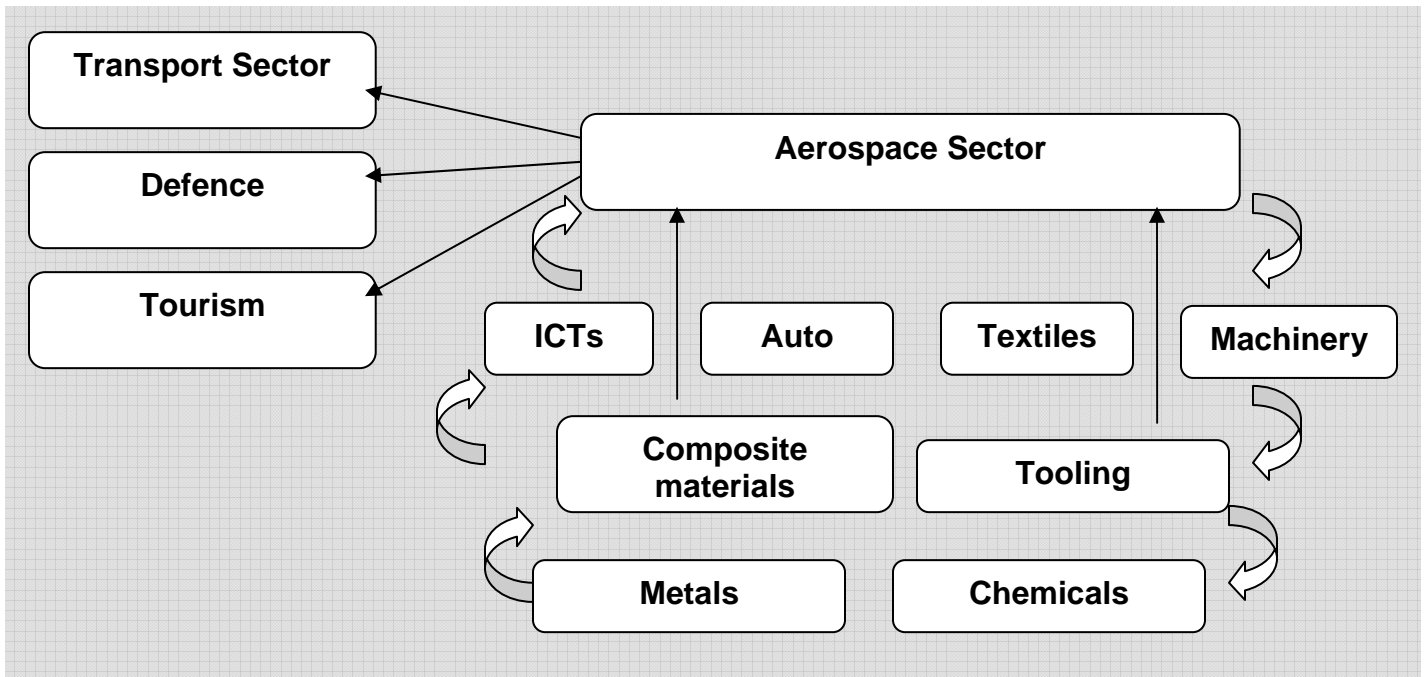 Transport Sector
Aerospace Sector
Defence
Tourism
ICTs
Auto
Textiles
Machinery
Composite
materials
Tooling
Metals
Chemicals